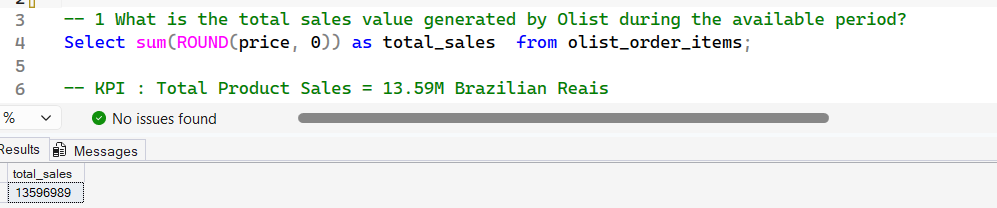 3 -- 1 What is the total sales value generated by Olist during the available period?
4 Select sum(ROUND(price, 0)) as total_sales  from olist_order_items;
5
6 -- KPI : Total Product Sales = 13.59M Brazilian Reais
% No issues found
Results Messages
total_sales
13596989